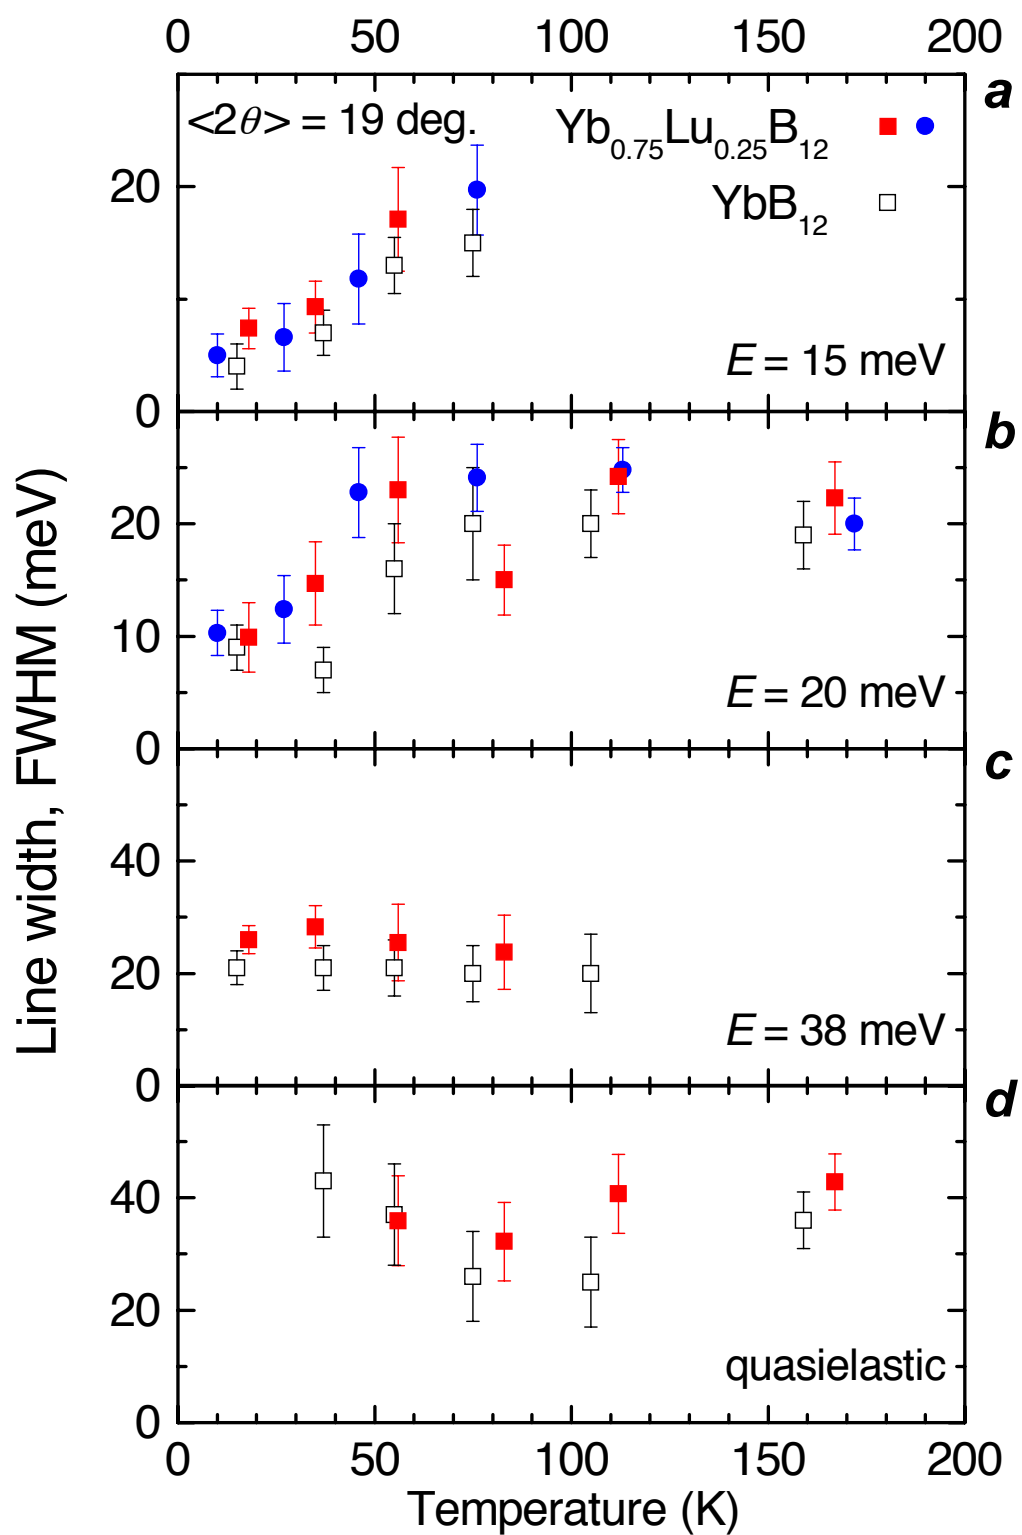 0 50 100 150 200
a
<2θ> = 19 deg.
Yb0.75Lu0.25B12
YbB12
20
E = 15 meV
0
b
20
10
E = 20 meV
0
c
40
20
E = 38 meV
0
d
40
20
quasielastic
0
0 50 100 150 200
Temperature (K)
Line width, FWHM (meV)